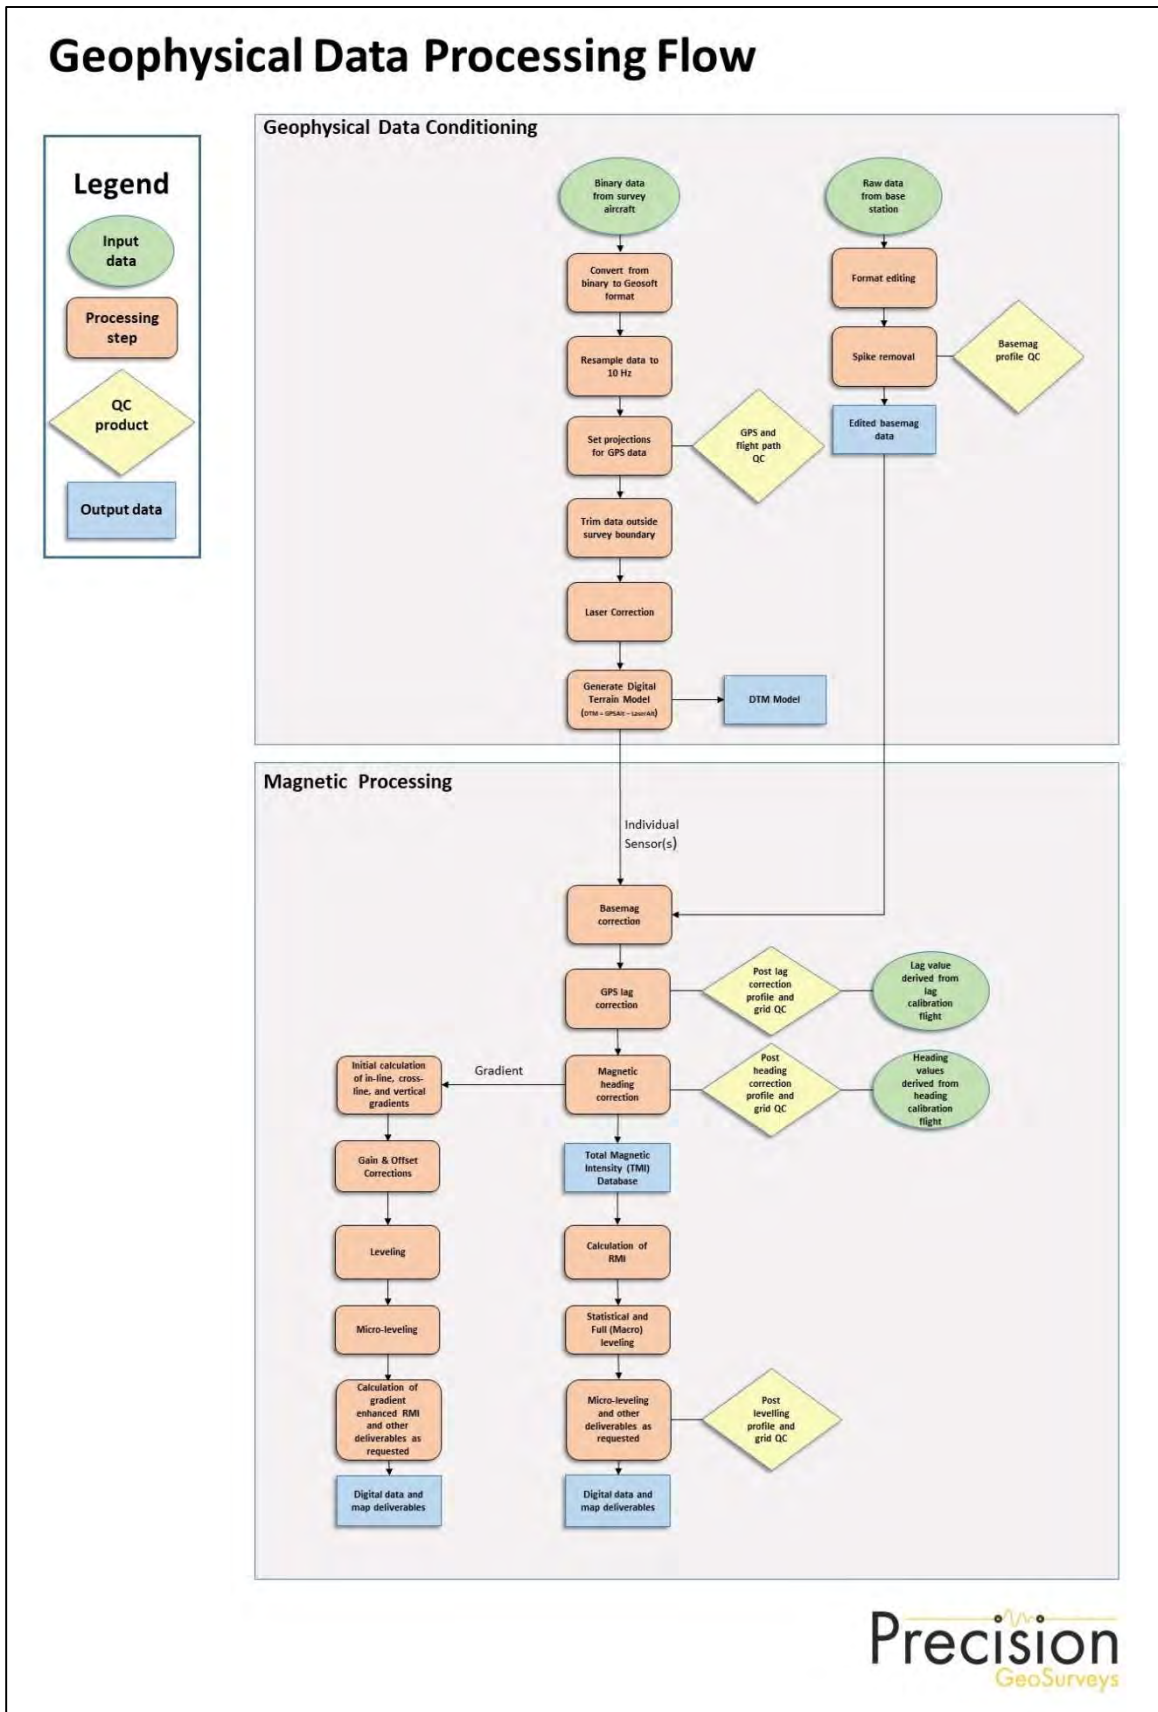 Geophysical Data Processing Flow
Legend
Input
data
Processing
step
QC
product
Output data
Geophysical Data Conditioning
Binary data
from survey
aircraft
Convert from
binary to Geosoft
format
Resample data to
10 Hz
Set projections
for GPS data
GPS and
flight path
QC
Trim data outside
survey boundary
Laser Correction
Generate Digital
Terrain Model
(DTM = GPSAlt – LaserAlt)
DTM Model
Raw data
from base
station
Format editing
Spike removal
Basemag
profile QC
Edited basemag
data
Magnetic Processing
Individual
Sensor(s)
Basemag
correction
GPS lag
correction
Post lag
correction
profile and
grid QC
Lag value
derived from
lag
calibration
flight
Magnetic
heading
correction
Post
heading
correction
profile and
grid QC
Heading
values
derived from
heading
calibration
flight
Gradient
Initial calculation
of in-line, cross-
line, and vertical
gradients
Gain & Offset
Corrections
Leveling
Micro-leveling
Calculation of
gradient
enhanced RMI
and other
deliverables as
requested
Digital data and
map deliverables
Total Magnetic
Intensity (TMI)
Database
Calculation of
RMI
Statistical and
Full (Macro)
leveling
Micro-leveling
and other
deliverables as
requested
Post
levelling
profile and
grid QC
Digital data and
map deliverables
Precision
GeoSurveys